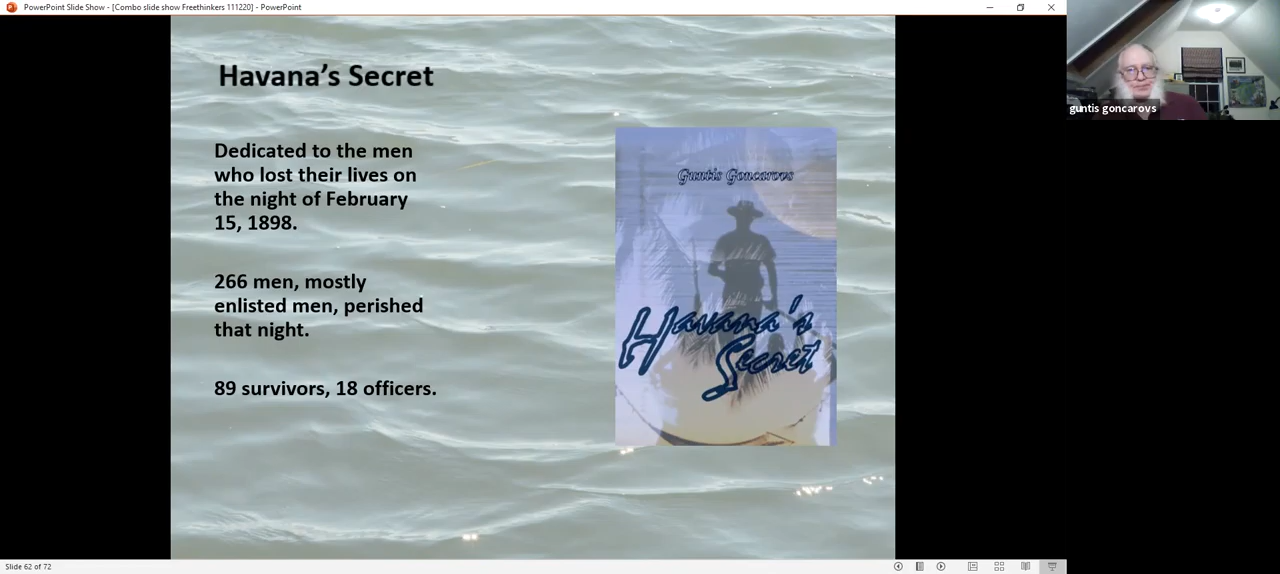 PowerPoint Slide Show - [Combo slide show Freethinkers 111220] - PowerPoint
guntis goncarovs
Havana's Secret
Dedicated to the men
who lost their lives on
the night of February
15, 1898.
266 men, mostly
enlisted men, perished
that night.
89 survivors, 18 officers.
Guntis Goncarovs
Havana's
Secret
Slide 62 of 72